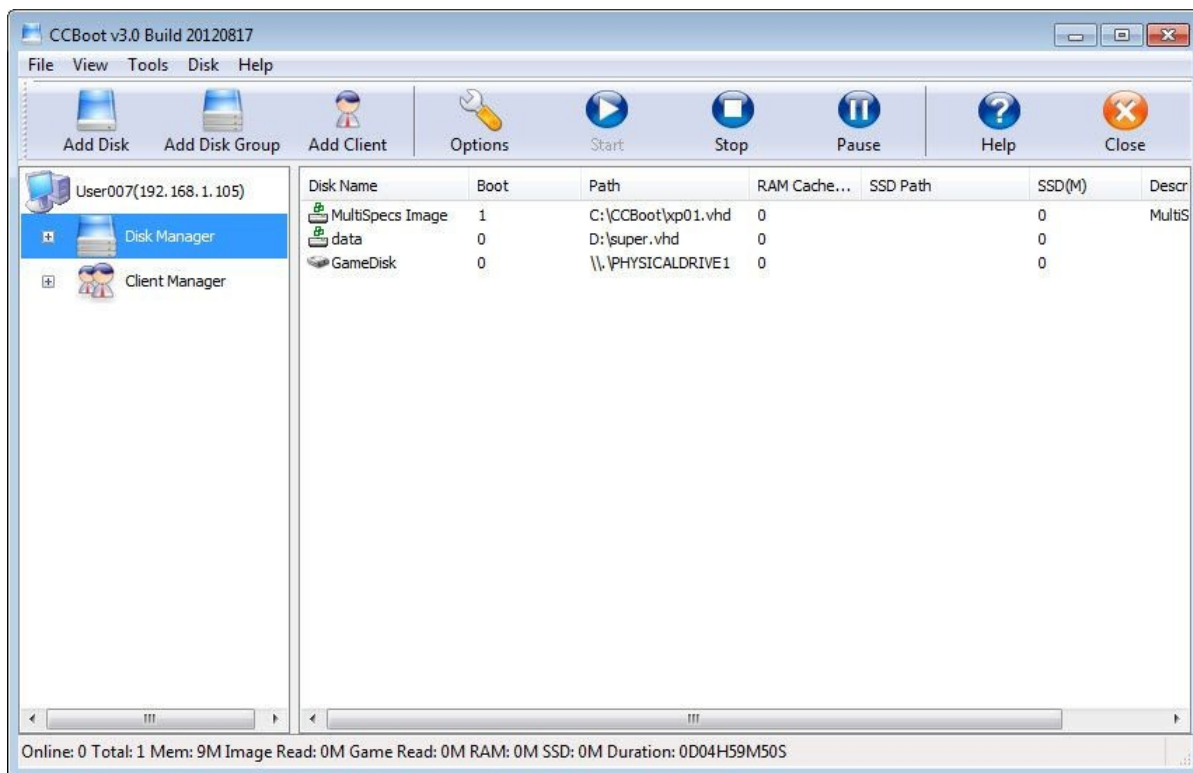 CCBoot v3.0 Build 20120817
File View Tools Disk Help
Add Disk Add Disk Group Add Client Options Start Stop Pause Help Close
User007(192.168.1.105)
Disk Manager
Client Manager
Disk Name Boot Path RAM Cache... SSD Path SSD(M) Descr
MultiSpecs Image 1 C:\CCBoot\xp01.vhd 0 0 MultiS
data 0 D:\super.vhd 0 0
GameDisk 0 \\.\PHYSICALDRIVE1 0 0
Online: 0 Total: 1 Mem: 9M Image Read: 0M Game Read: 0M RAM: 0M SSD: 0M Duration: 0D04H59M50S